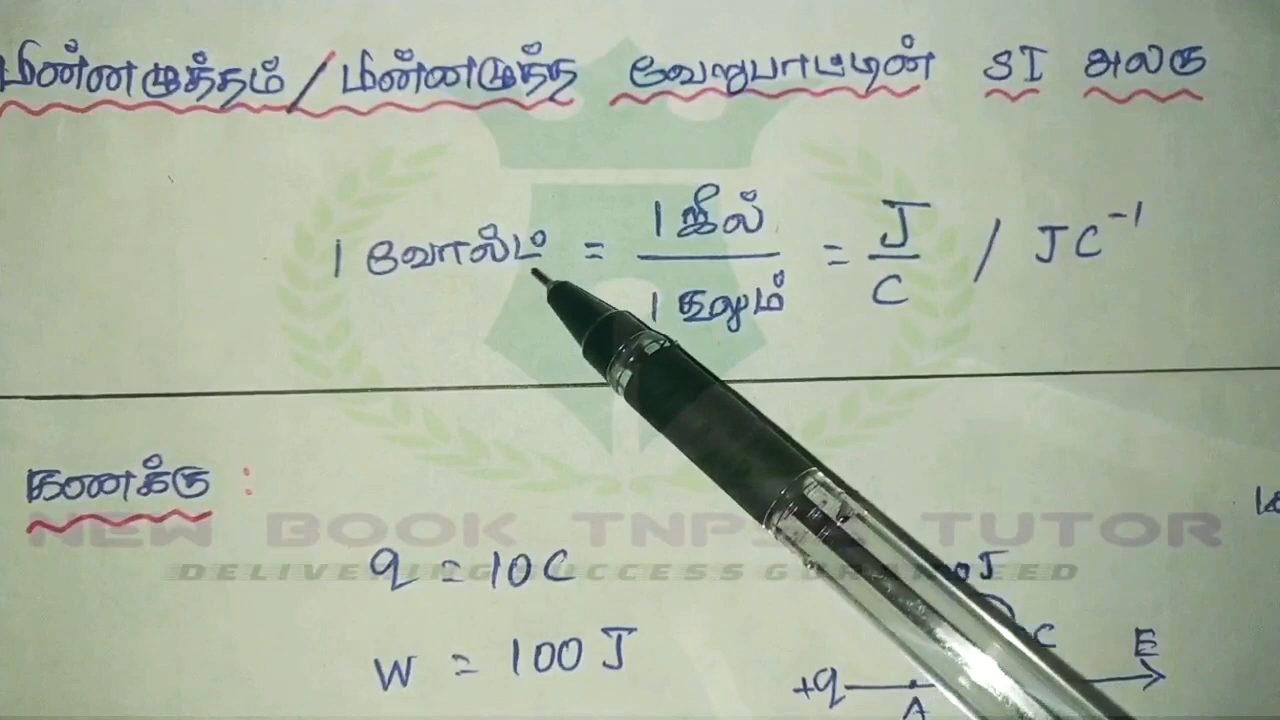 மின்னழுத்தம் / மின்னழுத்த வேறுபாட்டின் SI அலகு
1 வோல்ட் = 1 ஜீல் / 1 கூலும் = J / C / JC⁻¹
கணக்கு :
NEW BOOK TNPSC TUTOR
q = 10C
DELIVERING SUCCESS GUARANTEED
0J
W = 100 J
C
E
+q
A